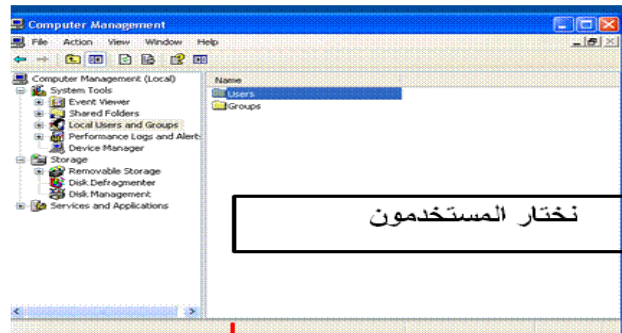 Computer Management
File Action View Window Help
Computer Management (Local)
System Tools
Event Viewer
Shared Folders
Local Users and Groups
Performance Logs and Alert:
Device Manager
Storage
Removable Storage
Disk Defragmenter
Disk Management
Services and Applications
Name
Users
Groups
نختار المستخدمون